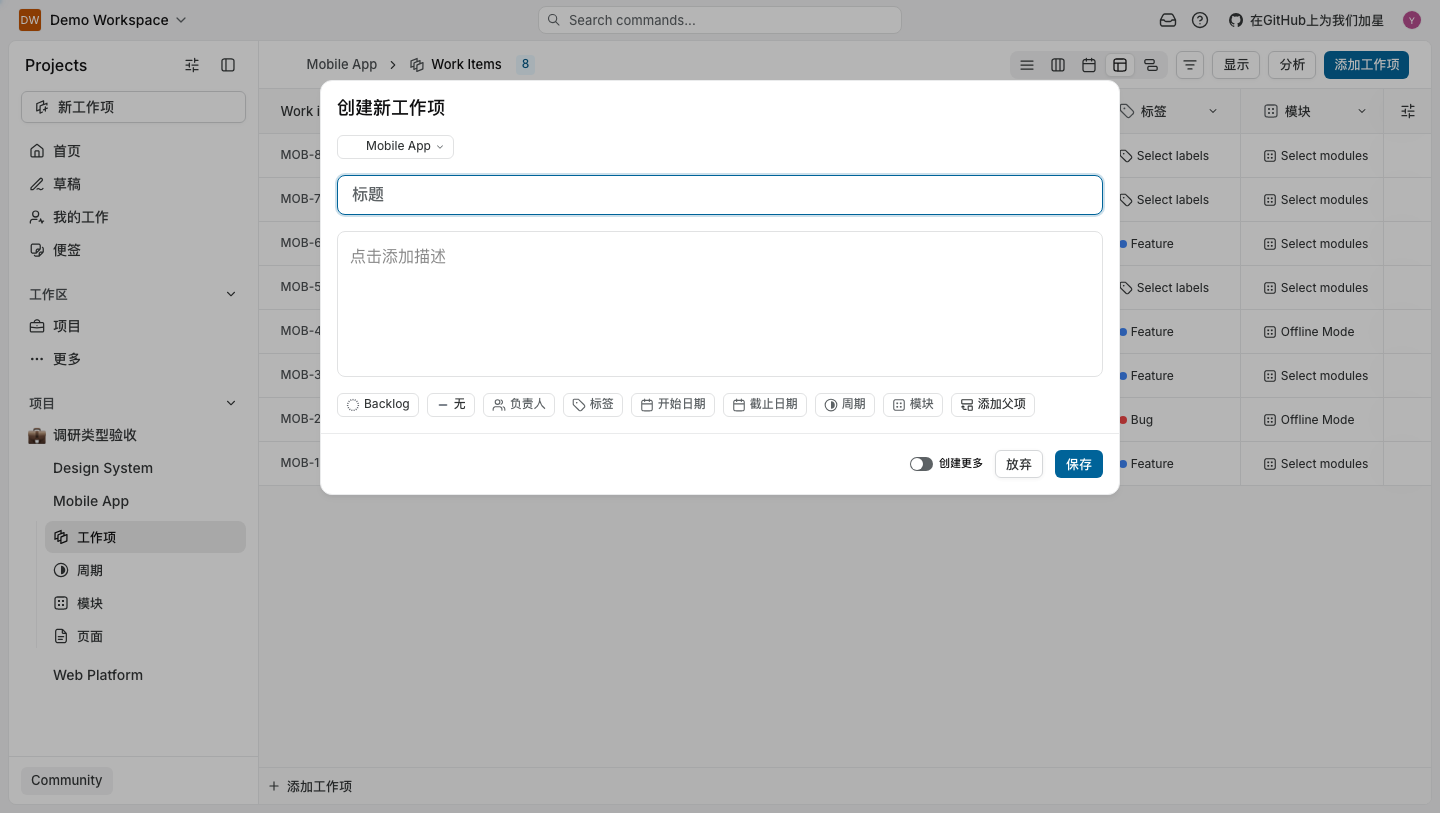 DW Demo Workspace
Search commands...
在GitHub上为我们加星
Y
Projects
新工作项
首页
草稿
我的工作
便签
工作区
项目
更多
项目
调研类型验收
Design System
Mobile App
工作项
周期
模块
页面
Web Platform
Community
Mobile App
Work Items 8
显示
分析
添加工作项
Work i
标签
模块
MOB-8 Select labels Select modules
MOB-7 Select labels Select modules
MOB-6 Feature Select modules
MOB-5 Select labels Select modules
MOB-4 Feature Offline Mode
MOB-3 Feature Select modules
MOB-2 Bug Offline Mode
MOB-1 Feature Select modules
添加工作项
创建新工作项
Mobile App
标题
点击添加描述
Backlog 无 负责人 标签 开始日期 截止日期 周期 模块 添加父项
创建更多 放弃 保存